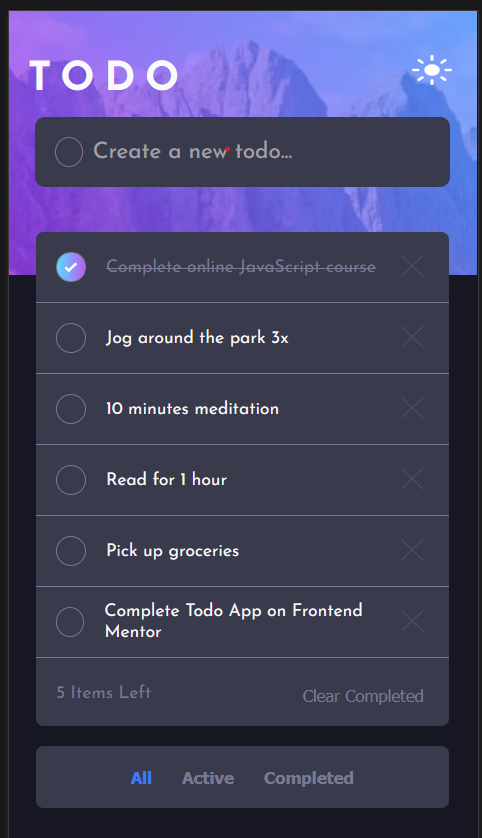 TODO
Create a new todo...
Complete online JavaScript course
Jog around the park 3x
10 minutes meditation
Read for 1 hour
Pick up groceries
Complete Todo App on Frontend
Mentor
5 Items Left
Clear Completed
All Active Completed